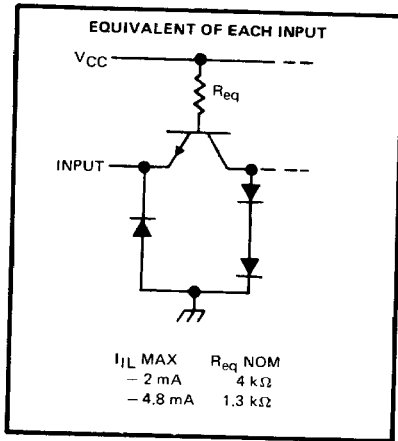 EQUIVALENT OF EACH INPUT
VCC
Req
INPUT
IIL MAX Req NOM
− 2 mA 4 kΩ
− 4.8 mA 1.3 kΩ